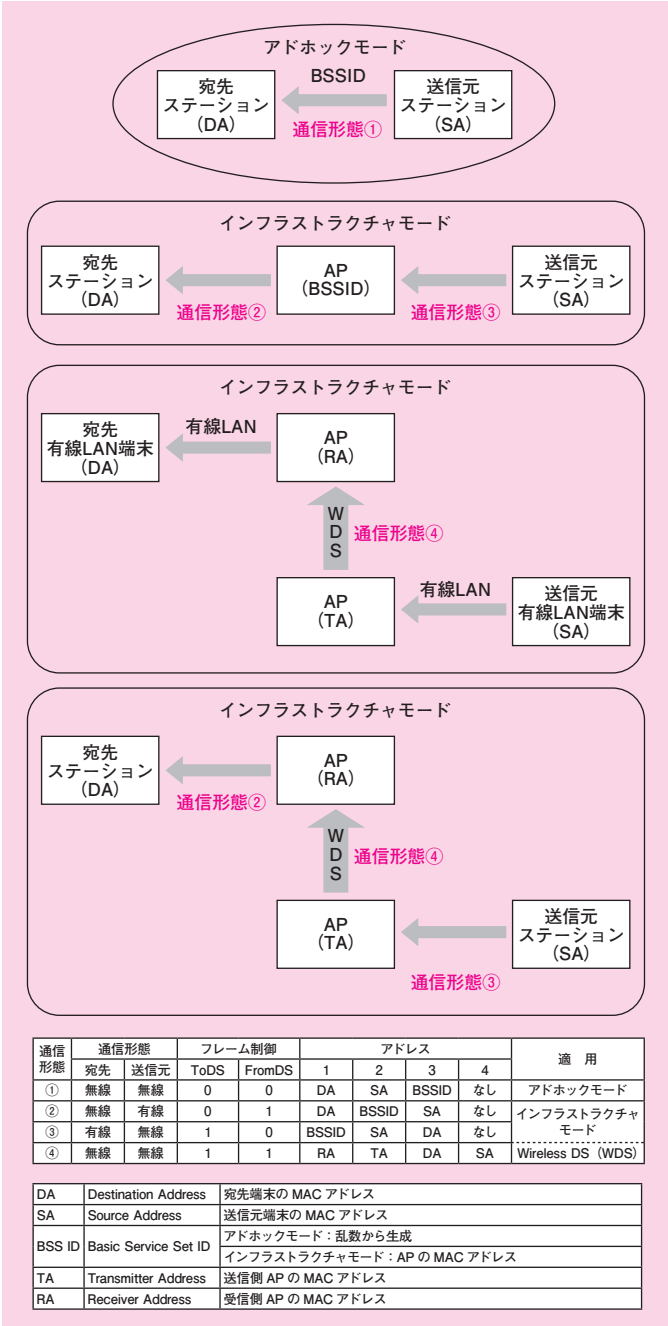 アドホックモード
BSSID
宛先
ステーション
(DA)
送信元
ステーション
(SA)
通信形態①
インフラストラクチャモード
宛先
ステーション
(DA)
AP
(BSSID)
送信元
ステーション
(SA)
通信形態②
通信形態③
インフラストラクチャモード
宛先
有線LAN端末
(DA)
有線LAN
AP
(RA)
WDS
通信形態④
AP
(TA)
有線LAN
送信元
有線LAN端末
(SA)
インフラストラクチャモード
宛先
ステーション
(DA)
AP
(RA)
通信形態②
WDS
通信形態④
AP
(TA)
送信元
ステーション
(SA)
通信形態③
通信形態 通信形態 フレーム制御 アドレス 適 用
宛先 送信元 ToDS FromDS 1 2 3 4
① 無線 無線 0 0 DA SA BSSID なし アドホックモード
② 無線 有線 0 1 DA BSSID SA なし インフラストラクチャモード
③ 有線 無線 1 0 BSSID SA DA なし
④ 無線 無線 1 1 RA TA DA SA Wireless DS（WDS）
DA Destination Address 宛先端末の MAC アドレス
SA Source Address 送信元端末の MAC アドレス
BSS ID Basic Service Set ID アドホックモード：乱数から生成
インフラストラクチャモード：AP の MAC アドレス
TA Transmitter Address 送信側 AP の MAC アドレス
RA Receiver Address 受信側 AP の MAC アドレス